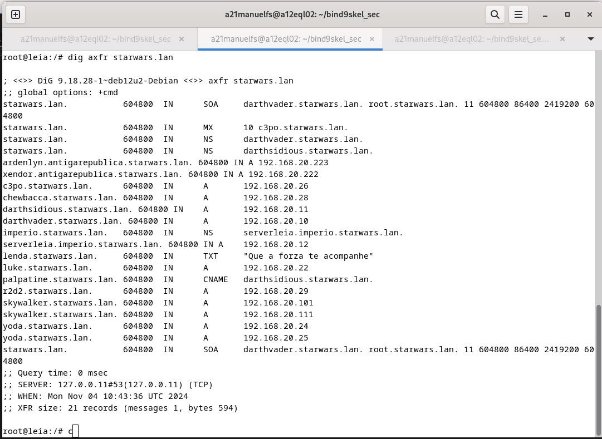 a21manuelfs@a12eql02: ~/bind9skel_sec
a21manuelfs@a12eql02: ~/bind9skel_sec
a21manuelfs@a12eql02: ~/bind9skel_se...
root@leia:/# dig axfr starwars.lan
; <<>> DiG 9.18.28-1~deb12u2-Debian <<>> axfr starwars.lan
;; global options: +cmd
starwars.lan. 604800 IN SOA darthvader.starwars.lan. root.starwars.lan. 11 604800 86400 2419200 60
4800
starwars.lan. 604800 IN MX 10 c3po.starwars.lan.
starwars.lan. 604800 IN NS darthvader.starwars.lan.
starwars.lan. 604800 IN NS darthsidious.starwars.lan.
ardenlyn.antigarepublica.starwars.lan. 604800 IN A 192.168.20.223
xendor.antigarepublica.starwars.lan. 604800 IN A 192.168.20.222
c3po.starwars.lan. 604800 IN A 192.168.20.26
chewbacca.starwars.lan. 604800 IN A 192.168.20.28
darthsidious.starwars.lan. 604800 IN A 192.168.20.11
darthvader.starwars.lan. 604800 IN A 192.168.20.10
imperio.starwars.lan. 604800 IN NS serverleia.imperio.starwars.lan.
serverleia.imperio.starwars.lan. 604800 IN A 192.168.20.12
lenda.starwars.lan. 604800 IN TXT "Que a forza te acompanhe"
luke.starwars.lan. 604800 IN A 192.168.20.22
palpatine.starwars.lan. 604800 IN CNAME darthsidious.starwars.lan.
r2d2.starwars.lan. 604800 IN A 192.168.20.29
skywalker.starwars.lan. 604800 IN A 192.168.20.101
skywalker.starwars.lan. 604800 IN A 192.168.20.111
yoda.starwars.lan. 604800 IN A 192.168.20.24
yoda.starwars.lan. 604800 IN A 192.168.20.25
starwars.lan. 604800 IN SOA darthvader.starwars.lan. root.starwars.lan. 11 604800 86400 2419200 60
4800
;; Query time: 0 msec
;; SERVER: 127.0.0.11#53(127.0.0.11) (TCP)
;; WHEN: Mon Nov 04 10:43:36 UTC 2024
;; XFR size: 21 records (messages 1, bytes 594)
root@leia:/# c